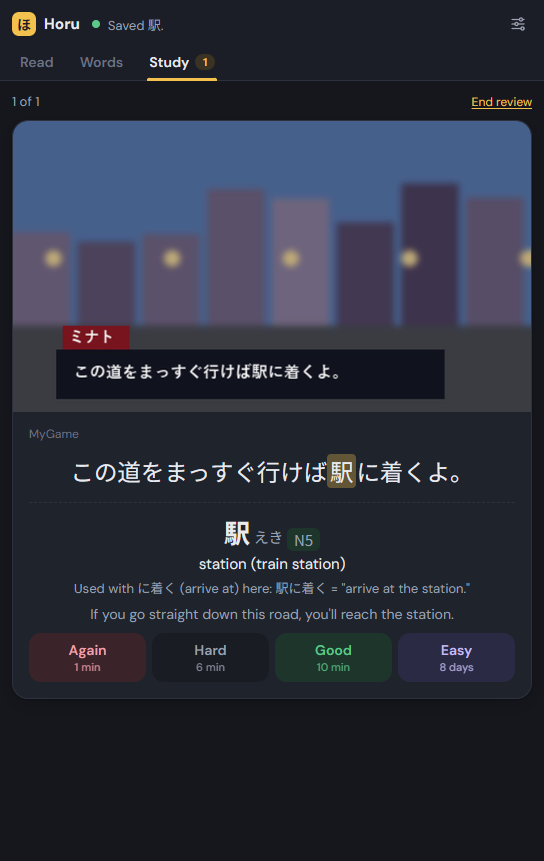 ほ Horu Saved 駅.
Read Words Study 1
1 of 1 End review
ミナト
この道をまっすぐ行けば駅に着くよ。
MyGame
この道をまっすぐ行けば駅に着くよ。
駅 えき N5
station (train station)
Used with に着く (arrive at) here: 駅に着く = "arrive at the station."
If you go straight down this road, you'll reach the station.
Again Hard Good Easy
1 min 6 min 10 min 8 days